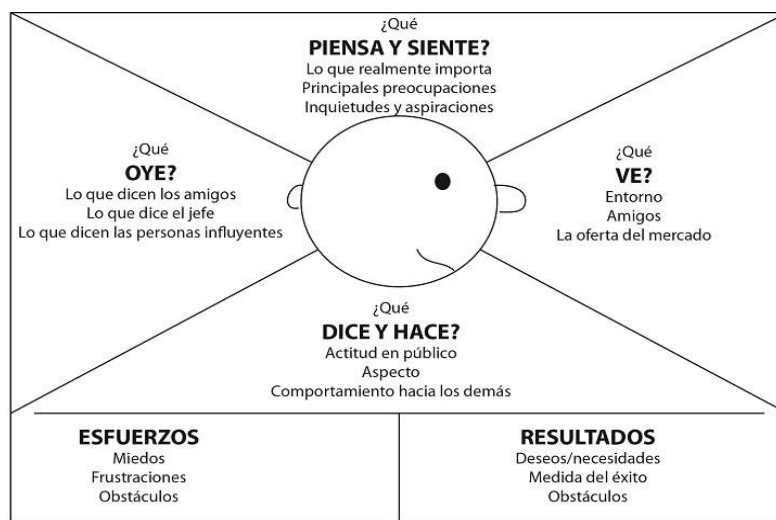 ¿Qué
PIENSA Y SIENTE?
Lo que realmente importa
Principales preocupaciones
Inquietudes y aspiraciones
¿Qué
OYE?
Lo que dicen los amigos
Lo que dice el jefe
Lo que dicen las personas influyentes
¿Qué
VE?
Entorno
Amigos
La oferta del mercado
¿Qué
DICE Y HACE?
Actitud en público
Aspecto
Comportamiento hacia los demás
ESFUERZOS
Miedos
Frustraciones
Obstáculos
RESULTADOS
Deseos/necesidades
Medida del éxito
Obstáculos